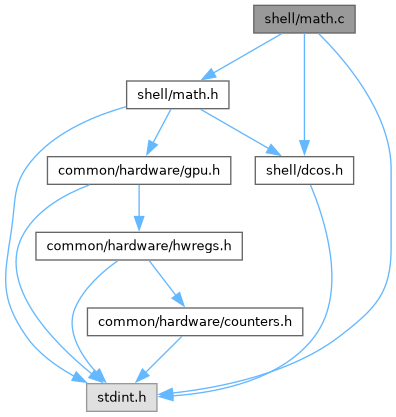 shell/math.c
shell/math.h
common/hardware/gpu.h
shell/dcos.h
common/hardware/hwregs.h
common/hardware/counters.h
stdint.h